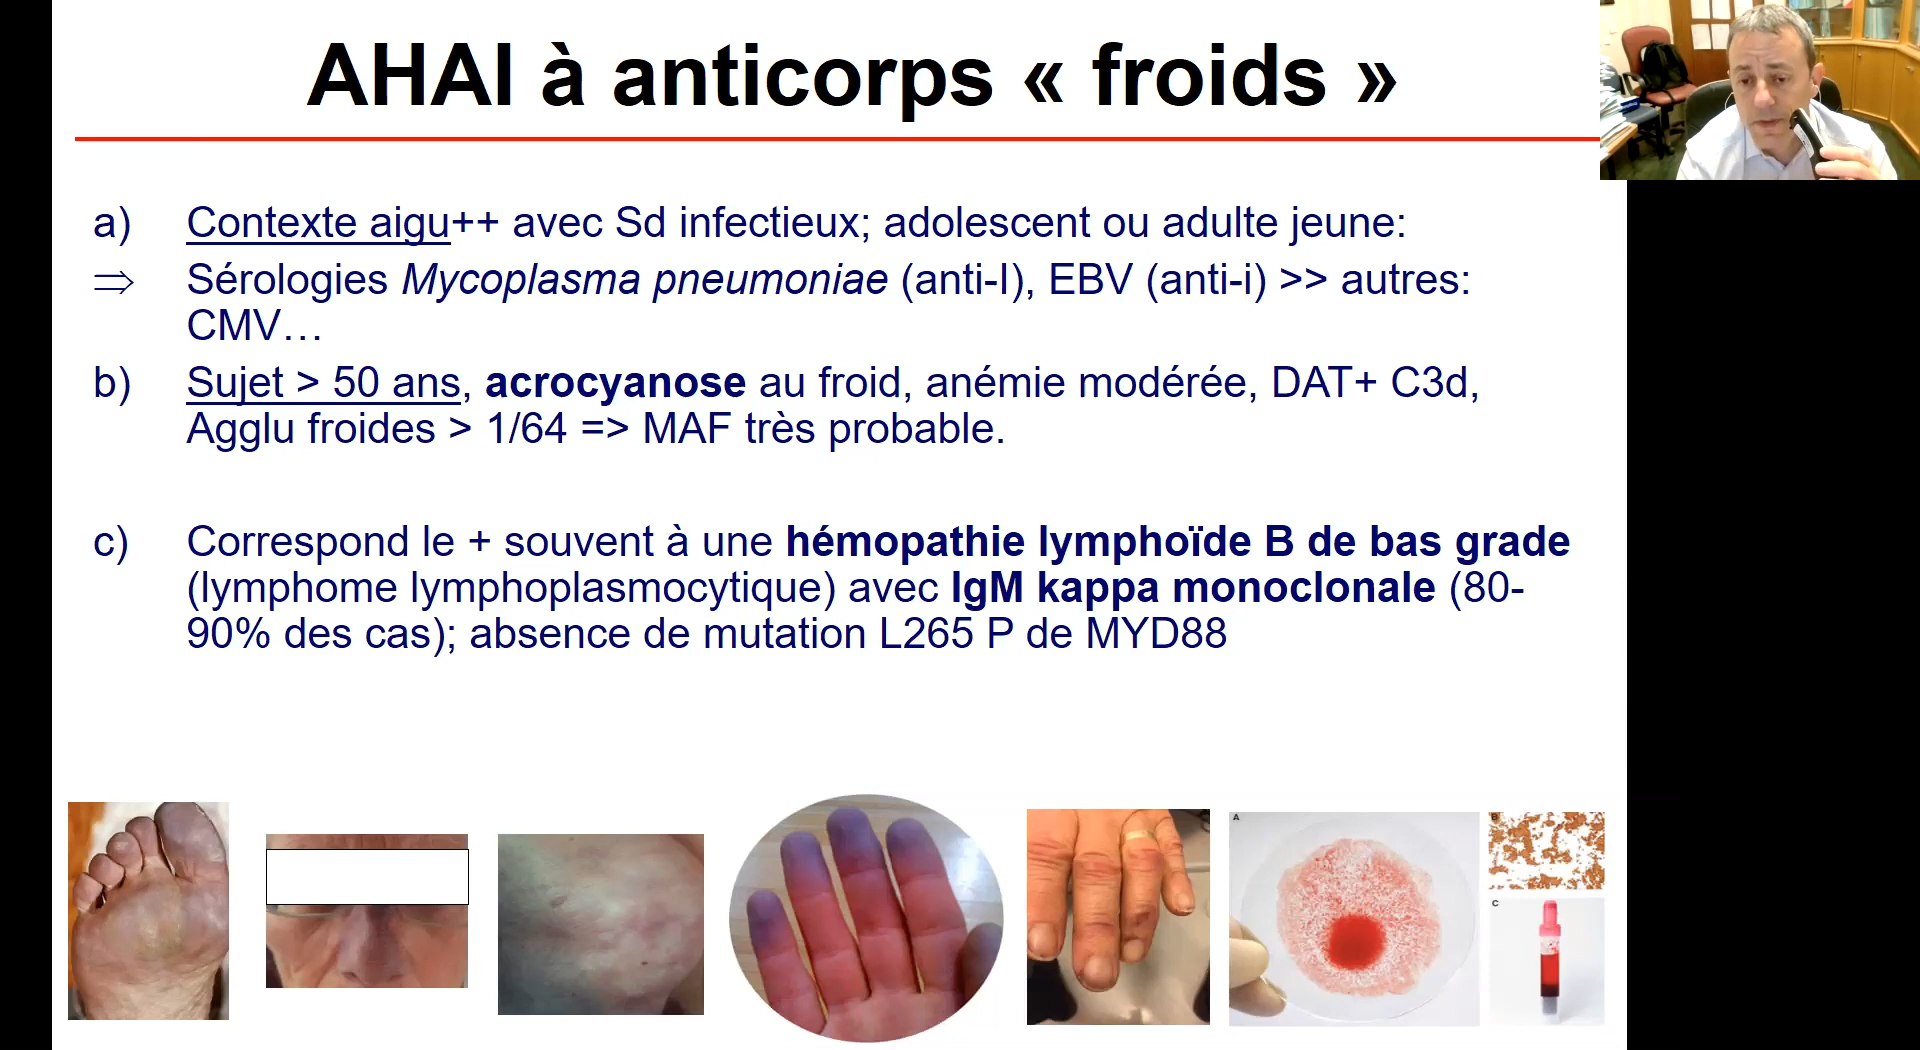 AHAI à anticorps « froids »
a) Contexte aigu++ avec Sd infectieux; adolescent ou adulte jeune:
⇒ Sérologies Mycoplasma pneumoniae (anti-I), EBV (anti-i) >> autres:
CMV…
b) Sujet > 50 ans, acrocyanose au froid, anémie modérée, DAT+ C3d,
Agglu froides > 1/64 => MAF très probable.
c) Correspond le + souvent à une hémopathie lymphoïde B de bas grade
(lymphome lymphoplasmocytique) avec IgM kappa monoclonale (80-
90% des cas); absence de mutation L265 P de MYD88
A
B
C